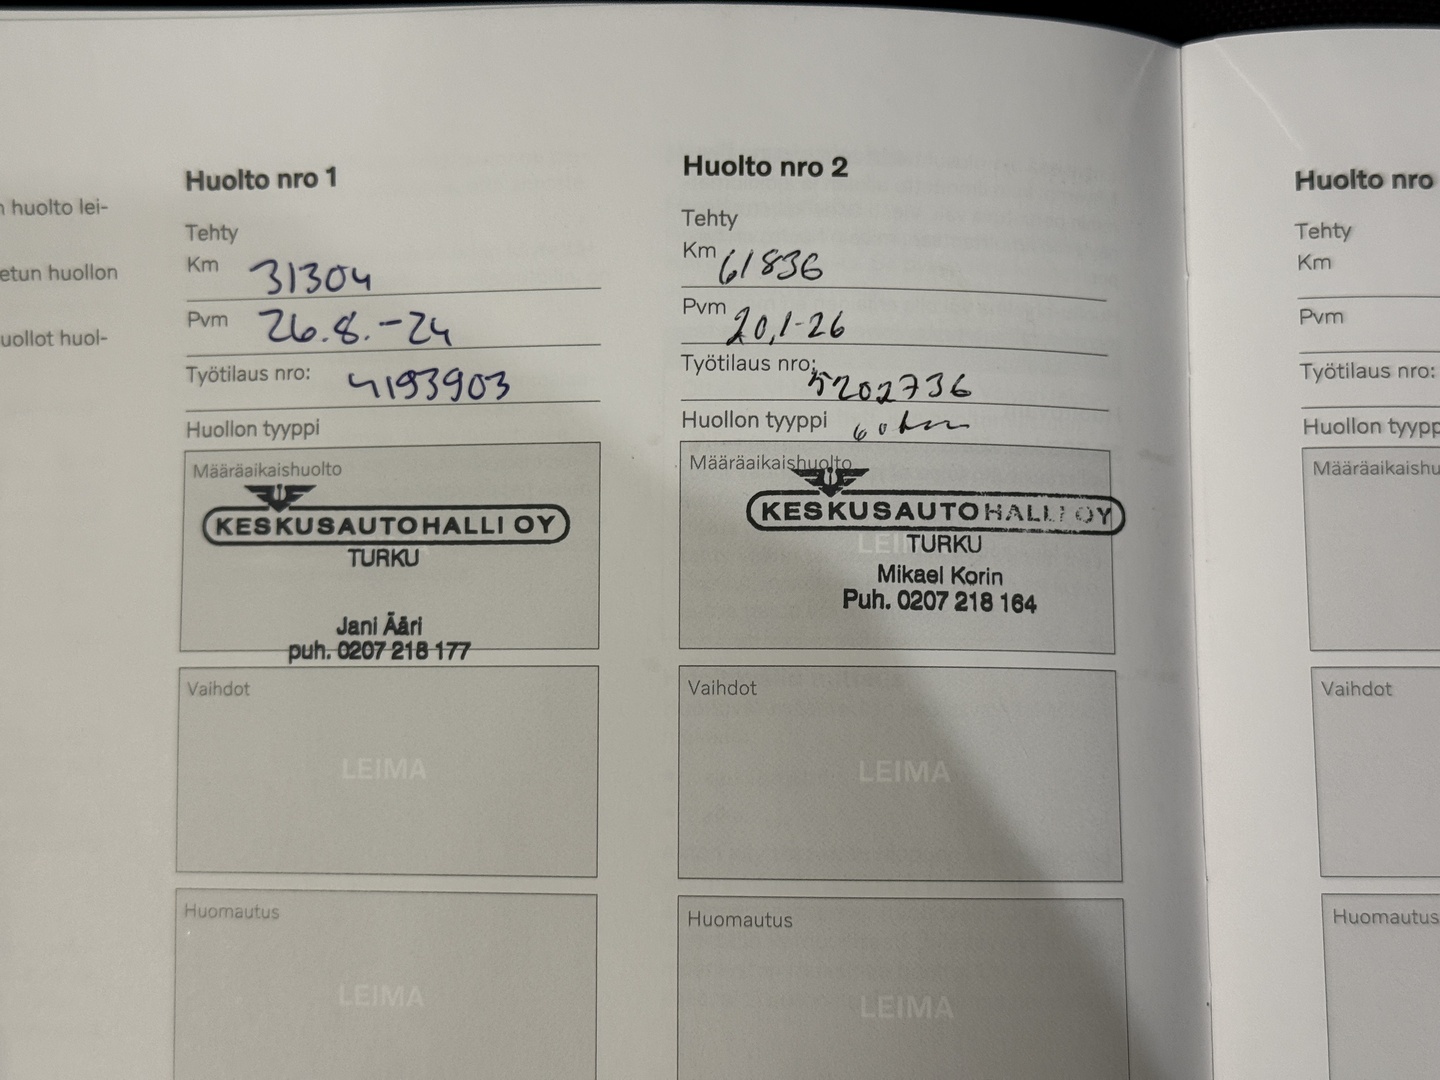 n huolto lei-
etun huollon
uollot huol-
Huolto nro 1
Tehty
Km 31304
Pvm 26.8.-24
Työtilaus nro: 4193903
Huollon tyyppi
Määräaikaishuolto
KESKUSAUTOHALLI OY
TURKU
Jani Ääri
puh. 0207 218 177
Vaihdot
LEIMA
Huomautus
LEIMA
Huolto nro 2
Tehty
Km 61836
Pvm 20,1-26
Työtilaus nro: 5202736
Huollon tyyppi
Määräaikaishuolto
KESKUSAUTOHALLI OY
TURKU
Mikael Korin
Puh. 0207 218 164
Vaihdot
LEIMA
Huomautus
LEIMA
Huolto nro
Tehty
Km
Pvm
Työtilaus nro:
Huollon tyypp
Määräaikaishu
Vaihdot
Huomautus